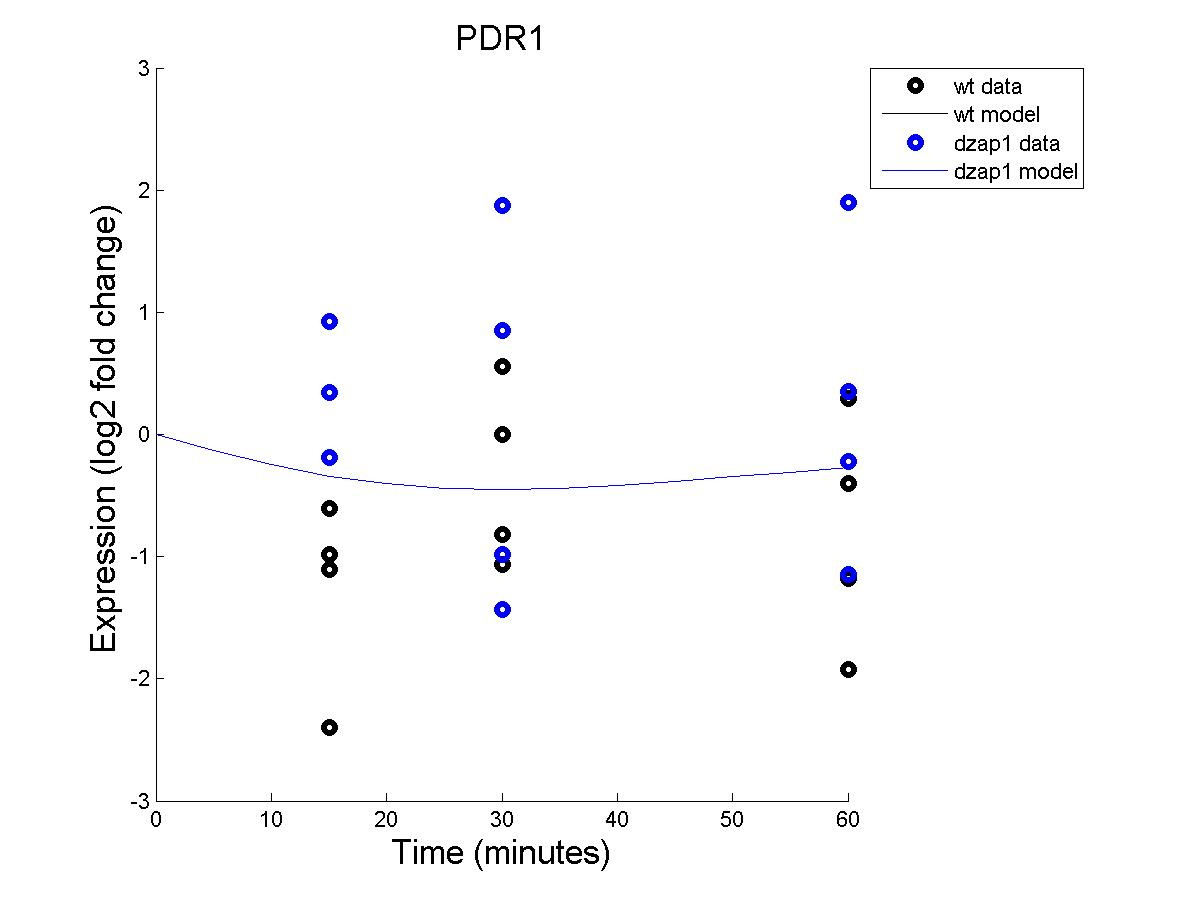 PDR1
3
2
1
0
-1
-2
-3
0
10
20
30
40
50
60
Expression (log2 fold change)
Time (minutes)
wt data
wt model
dzap1 data
dzap1 model